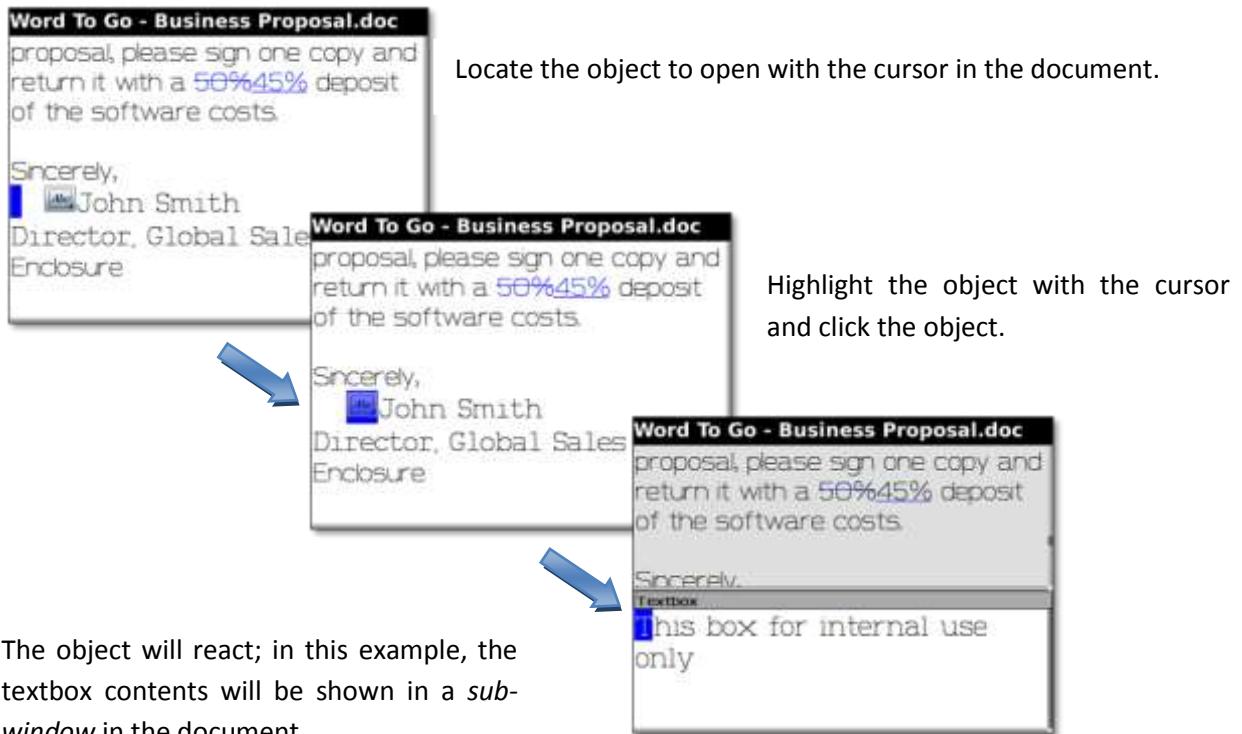 Word To Go - Business Proposal.doc
proposal, please sign one copy and
return it with a 50%45% deposit
of the software costs.
Sincerely,
John Smith
Director, Global Sale
Enclosure
Locate the object to open with the cursor in the document.
Word To Go - Business Proposal.doc
proposal, please sign one copy and
return it with a 50%45% deposit
of the software costs.
Sincerely,
John Smith
Director, Global Sales
Enclosure
Highlight the object with the cursor
and click the object.
Word To Go - Business Proposal.doc
proposal, please sign one copy and
return it with a 50%45% deposit
of the software costs.
Sincerely,
Textbox
This box for internal use
only
The object will react; in this example, the
textbox contents will be shown in a sub-
window in the document